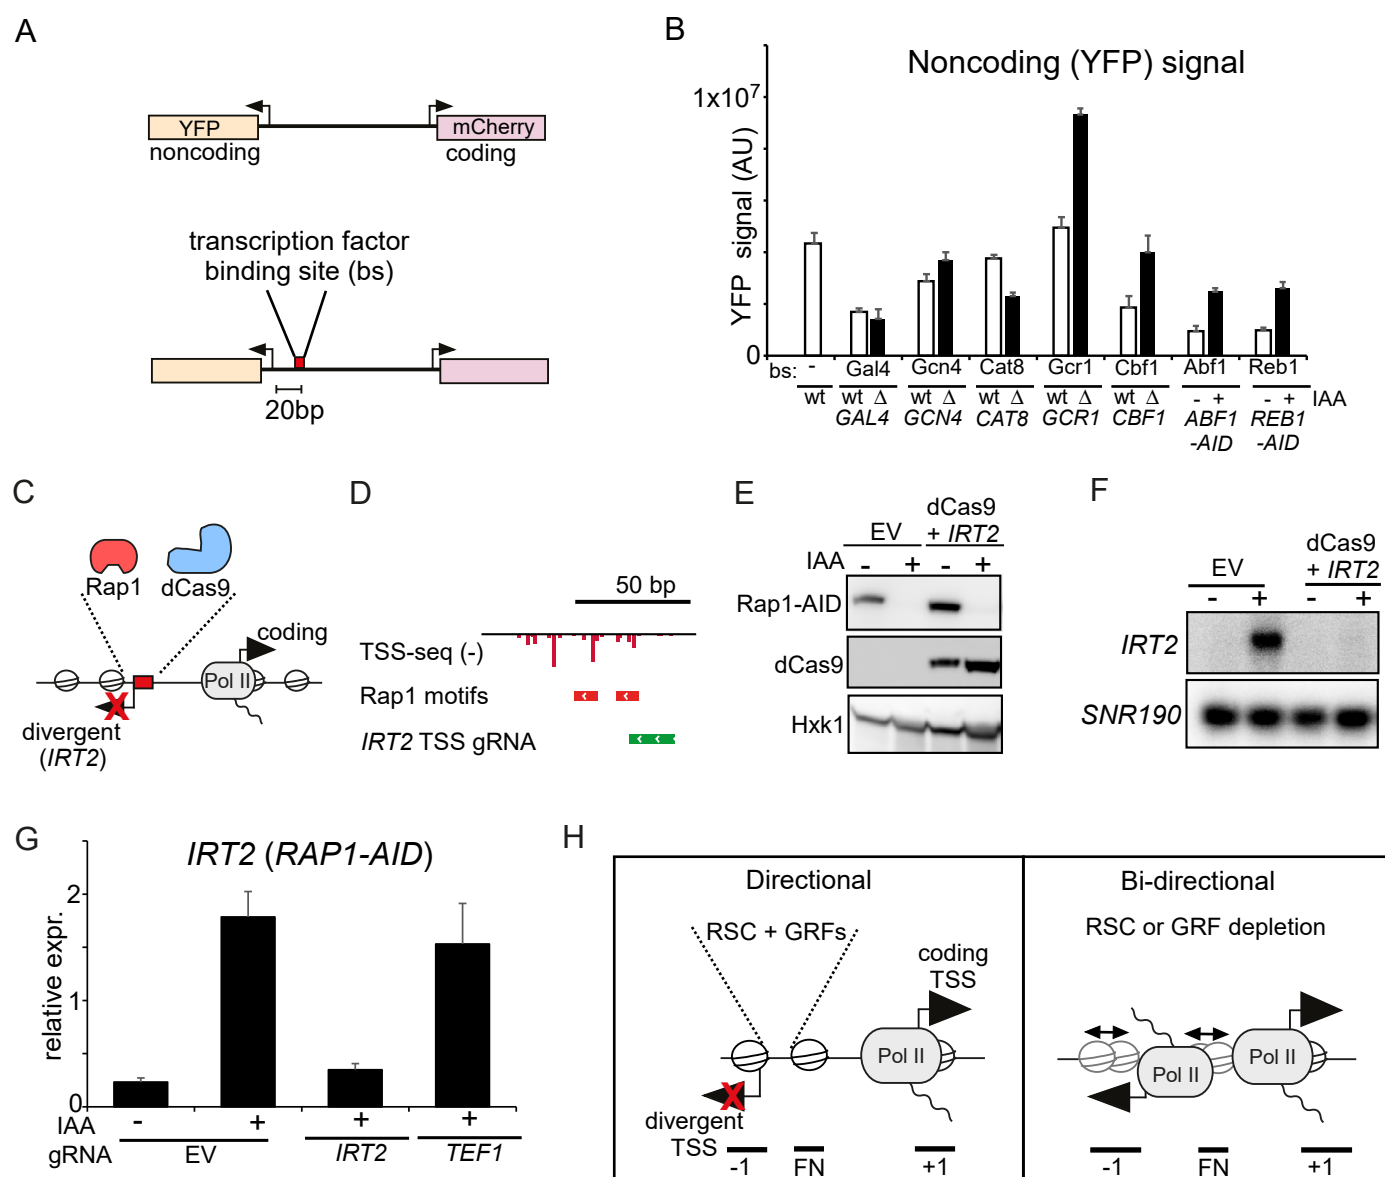 A
YFP
noncoding
mCherry
coding
transcription factor
binding site (bs)
20bp
B
Noncoding (YFP) signal
YFP signal (AU)
1x10⁷
0
bs: - Gal4 Gcn4 Cat8 Gcr1 Cbf1 Abf1 Reb1
wt wt Δ wt Δ wt Δ wt Δ wt Δ - + - + IAA
GAL4 GCN4 CAT8 GCR1 CBF1 ABF1 -AID REB1 -AID
C
Rap1
dCas9
coding
Pol II
divergent
(IRT2)
D
50 bp
TSS-seq (-)
Rap1 motifs
IRT2 TSS gRNA
E
EV
dCas9
+ IRT2
IAA - + - +
Rap1-AID
dCas9
Hxk1
F
EV
dCas9
+ IRT2
- + - +
IRT2
SNR190
G
IRT2 (RAP1-AID)
relative expr.
2
1
0
IAA - + + +
gRNA EV IRT2 TEF1
H
Directional
RSC + GRFs
coding
TSS
Pol II
divergent
TSS
-1 FN +1
Bi-directional
RSC or GRF depletion
Pol II
Pol II
-1 FN +1